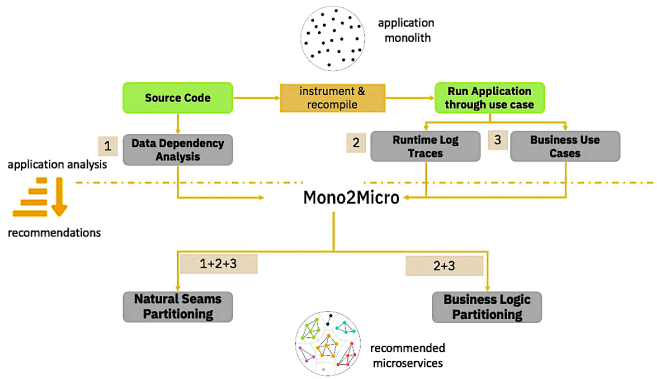 application
monolith
Source Code
instrument &
recompile
Run Application
through use case
1
Data Dependency
Analysis
2
Runtime Log
Traces
3
Business Use
Cases
application analysis
recommendations
Mono2Micro
1+2+3
2+3
Natural Seams
Partitioning
Business Logic
Partitioning
recommended
microservices